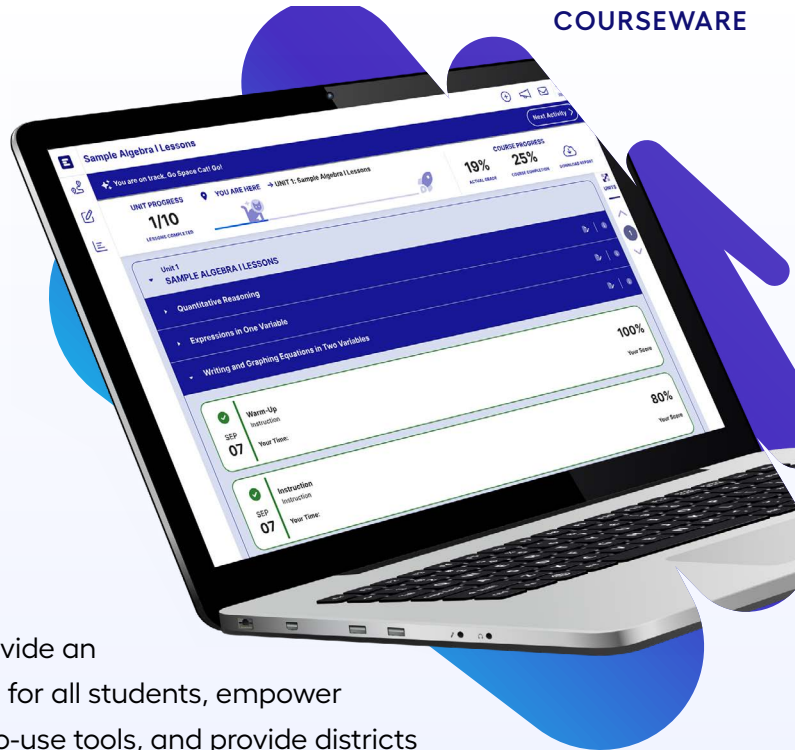 COURSEWARE
Sample Algebra I Lessons
Next Activity
You are on track. Go Space Cat! Go!
UNIT PROGRESS
1/10
LESSONS COMPLETED
YOU ARE HERE → UNIT 1: Sample Algebra I Lessons
COURSE PROGRESS
19%
ACTUAL GRADE
25%
COURSE COMPLETION
DOWNLOAD REPORT
UNITS
1
Unit 1
SAMPLE ALGEBRA I LESSONS
Quantitative Reasoning
Expressions in One Variable
Writing and Graphing Equations in Two Variables
Warm-Up
Instruction
SEP
07
Your Time:
100%
Your Score
Instruction
Instruction
SEP
07
Your Time:
80%
Your Score
vide an
for all students, empower
o-use tools, and provide districts